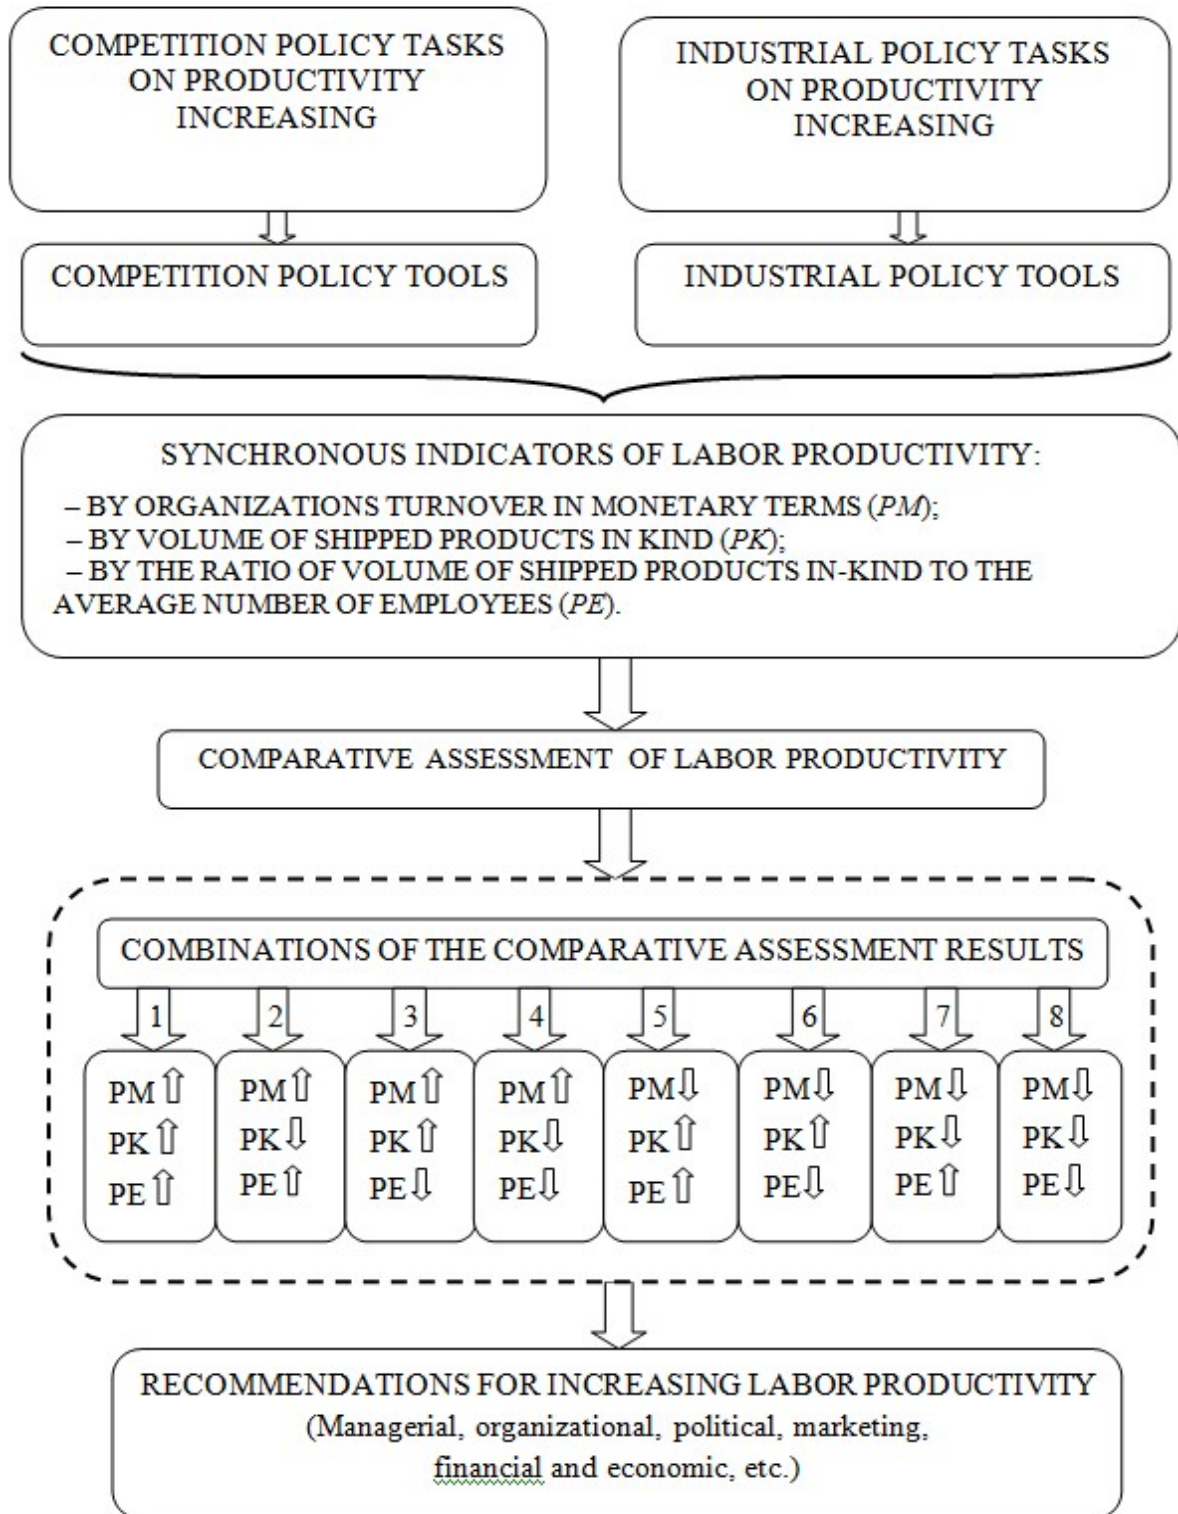 COMPETITION POLICY TASKS
ON PRODUCTIVITY
INCREASING
INDUSTRIAL POLICY TASKS
ON PRODUCTIVITY
INCREASING
COMPETITION POLICY TOOLS
INDUSTRIAL POLICY TOOLS
SYNCHRONOUS INDICATORS OF LABOR PRODUCTIVITY:
– BY ORGANIZATIONS TURNOVER IN MONETARY TERMS (PM);
– BY VOLUME OF SHIPPED PRODUCTS IN KIND (PK);
– BY THE RATIO OF VOLUME OF SHIPPED PRODUCTS IN-KIND TO THE
AVERAGE NUMBER OF EMPLOYEES (PE).
COMPARATIVE ASSESSMENT OF LABOR PRODUCTIVITY
COMBINATIONS OF THE COMPARATIVE ASSESSMENT RESULTS
1 2 3 4 5 6 7 8
PM⇧ PM⇧ PM⇧ PM⇧ PM⇩ PM⇩ PM⇩ PM⇩
PK⇧ PK⇩ PK⇧ PK⇩ PK⇧ PK⇧ PK⇩ PK⇩
PE⇧ PE⇧ PE⇩ PE⇩ PE⇧ PE⇩ PE⇧ PE⇩
RECOMMENDATIONS FOR INCREASING LABOR PRODUCTIVITY
(Managerial, organizational, political, marketing,
financial and economic, etc.)